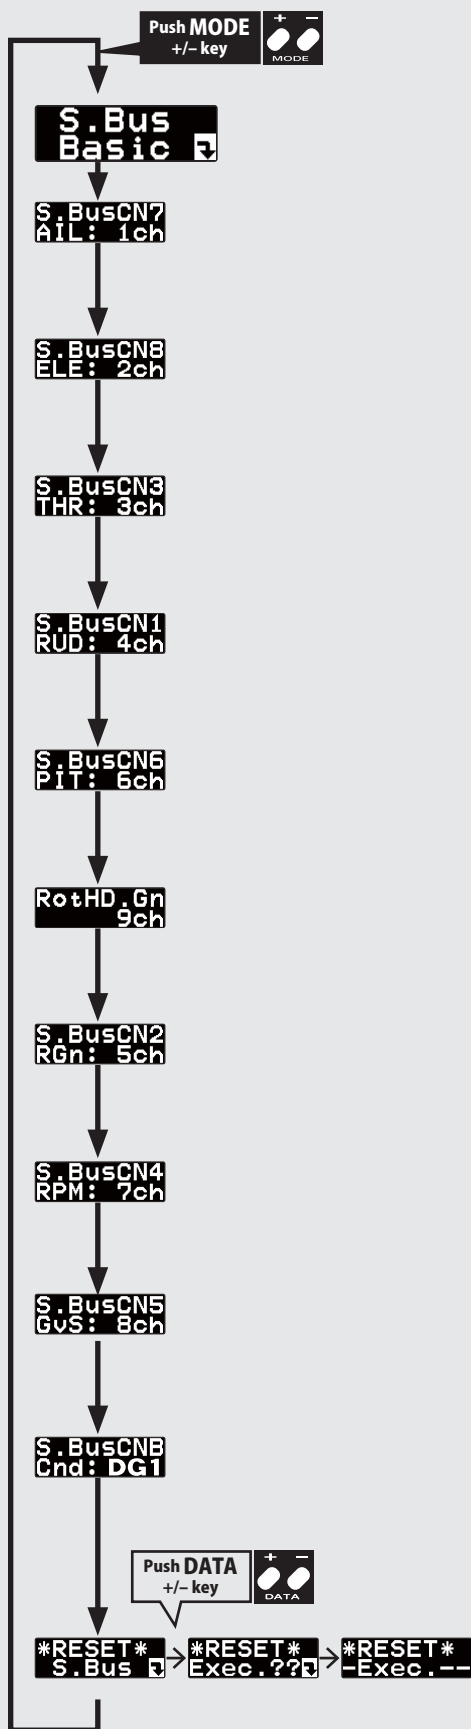 Push MODE
+/– key
+ –
MODE
S.Bus
Basic
S.BusCN7
AIL: 1ch
S.BusCN8
ELE: 2ch
S.BusCN3
THR: 3ch
S.BusCN1
RUD: 4ch
S.BusCN6
PIT: 6ch
RotHD.Gn
9ch
S.BusCN2
RGn: 5ch
S.BusCN4
RPM: 7ch
S.BusCN5
GvS: 8ch
S.BusCNB
Cnd: DG1
Push DATA
+/– key
+ –
DATA
*RESET*
S.Bus
*RESET*
Exec.??
*RESET*
-Exec.--